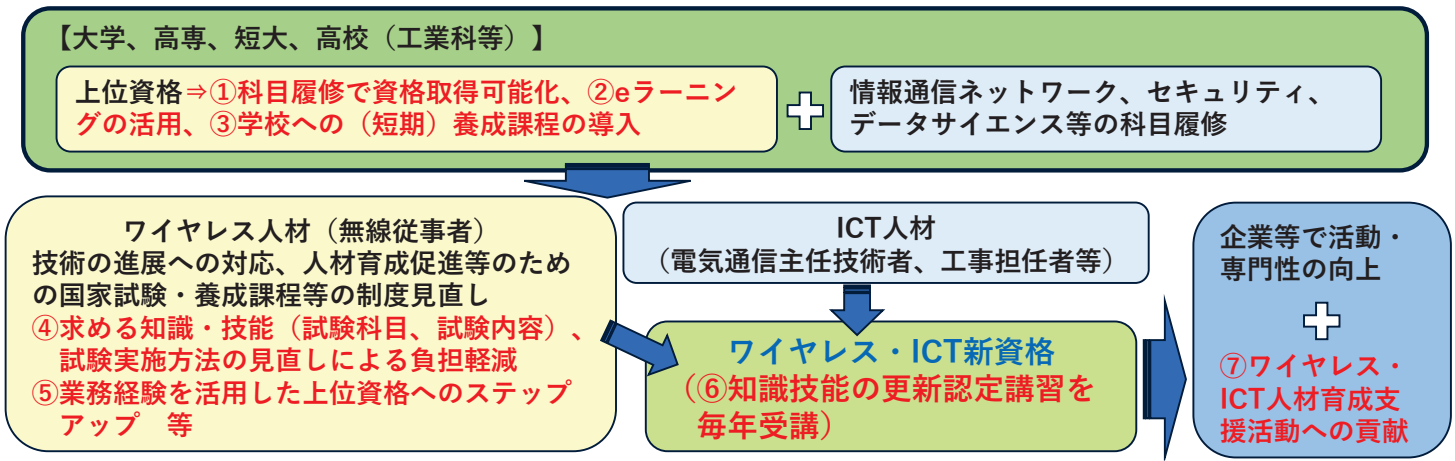 【大学、高専、短大、高校（工業科等）】
上位資格⇒①科目履修で資格取得可能化、②eラーニン
グの活用、③学校への（短期）養成課程の導入
情報通信ネットワーク、セキュリティ、
データサイエンス等の科目履修
ワイヤレス人材（無線従事者）
技術の進展への対応、人材育成促進等のため
の国家試験・養成課程等の制度見直し
④求める知識・技能（試験科目、試験内容）、
試験実施方法の見直しによる負担軽減
⑤業務経験を活用した上位資格へのステップ
アップ　等
ICT人材
（電気通信主任技術者、工事担任者等）
ワイヤレス・ICT新資格
（⑥知識技能の更新認定講習を
毎年受講）
企業等で活動・
専門性の向上
⑦ワイヤレス・
ICT人材育成支
援活動への貢献